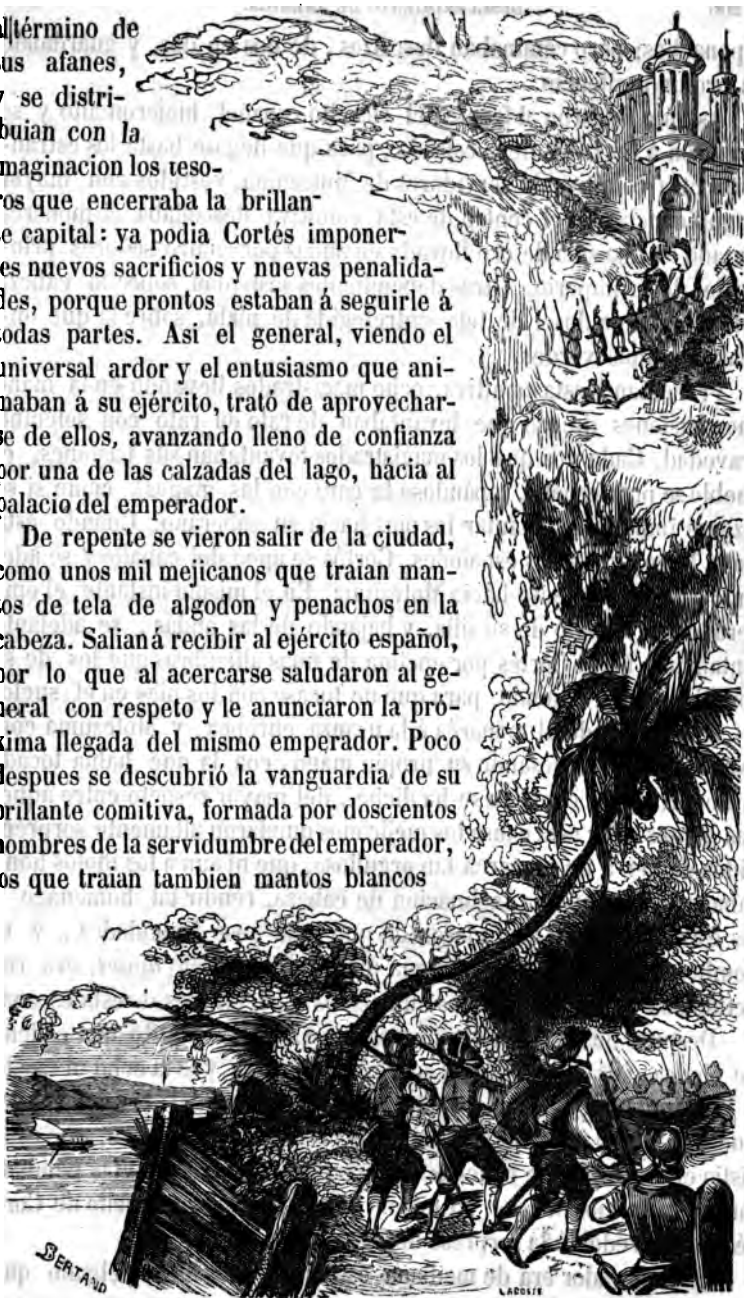 al término de
us afanes,
y se distri-
buian con la
maginacion los teso-
ros que encerraba la brillan-
te capital: ya podia Cortés imponer-
les nuevos sacrificios y nuevas penalida-
des, porque prontos estaban á seguirle á
todas partes. Asi el general, viendo el
universal ardor y el entusiasmo que ani-
maban á su ejército, trató de aprovechar-
se de ellos, avanzando lleno de confianza
por una de las calzadas del lago, hácia al
palacio del emperador.
De repente se vieron salir de la ciudad,
como unos mil mejicanos que traian man-
tos de tela de algodon y penachos en la
cabeza. Salian á recibir al ejército español,
por lo que al acercarse saludaron al ge-
neral con respeto y le anunciaron la pró-
xima llegada del mismo emperador. Poco
despues se descubrió la vanguardia de su
brillante comitiva, formada por doscientos
hombres de la servidumbre del emperador,
los que traian tambien mantos blancos
BERTAND
LACOSTE